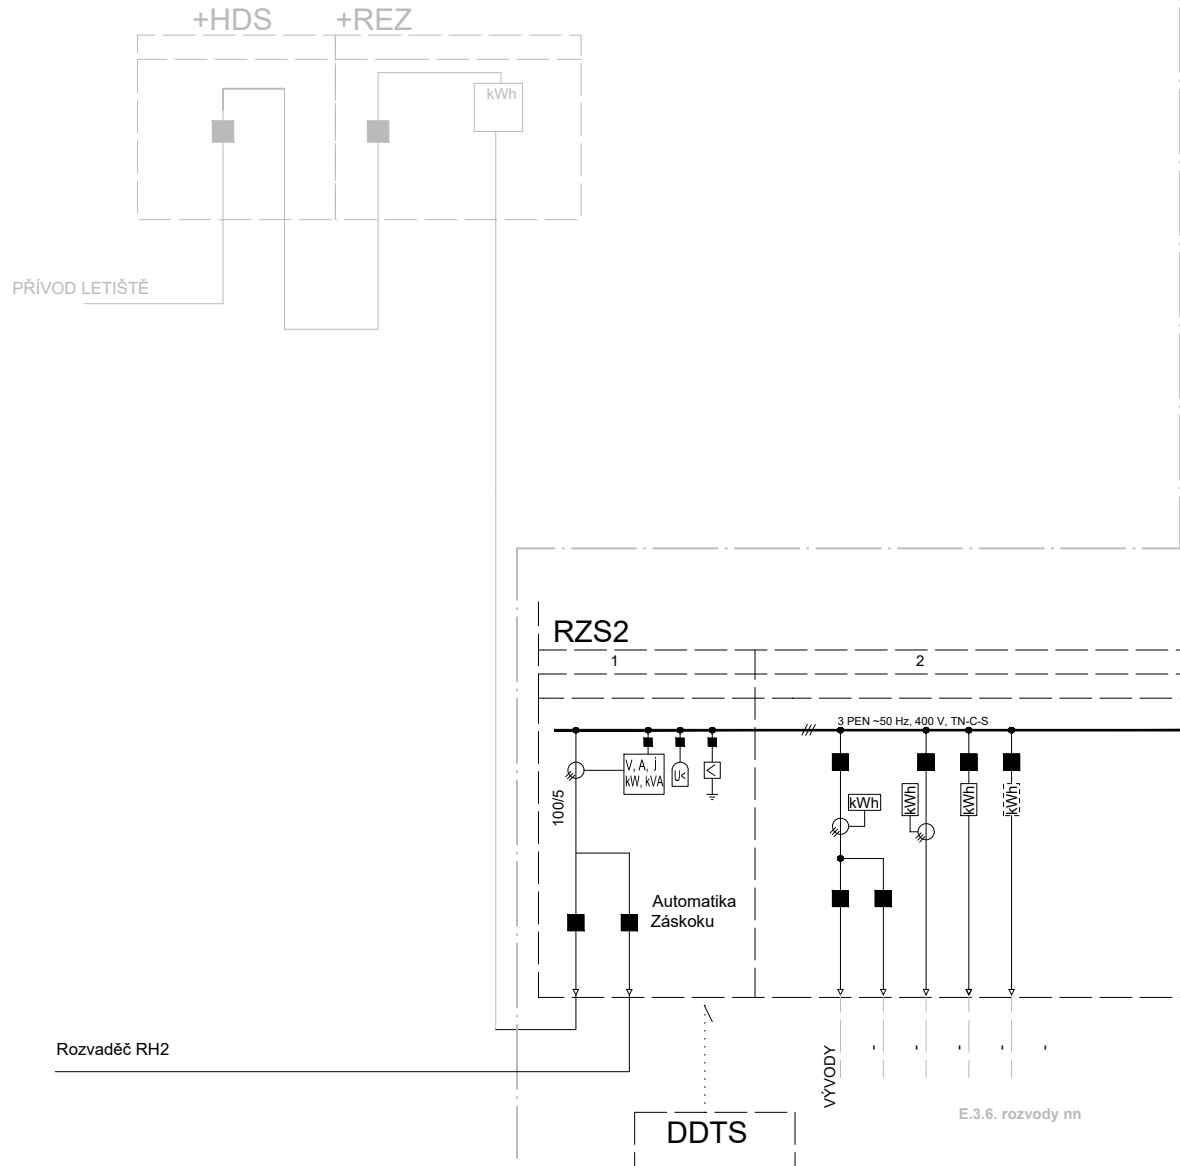 +HDS
+REZ
kWh
PŘÍVOD LETIŠTĚ
RZS2
1
2
3 PEN ~50 Hz, 400 V, TN-C-S
V, A, j
kW, kVA
U<
100/5
kWh
kWh
kWh
kWh
Automatika
Záskoku
Rozvaděč RH2
VÝVODY
-
-
-
-
-
E.3.6. rozvody nn
DDTS